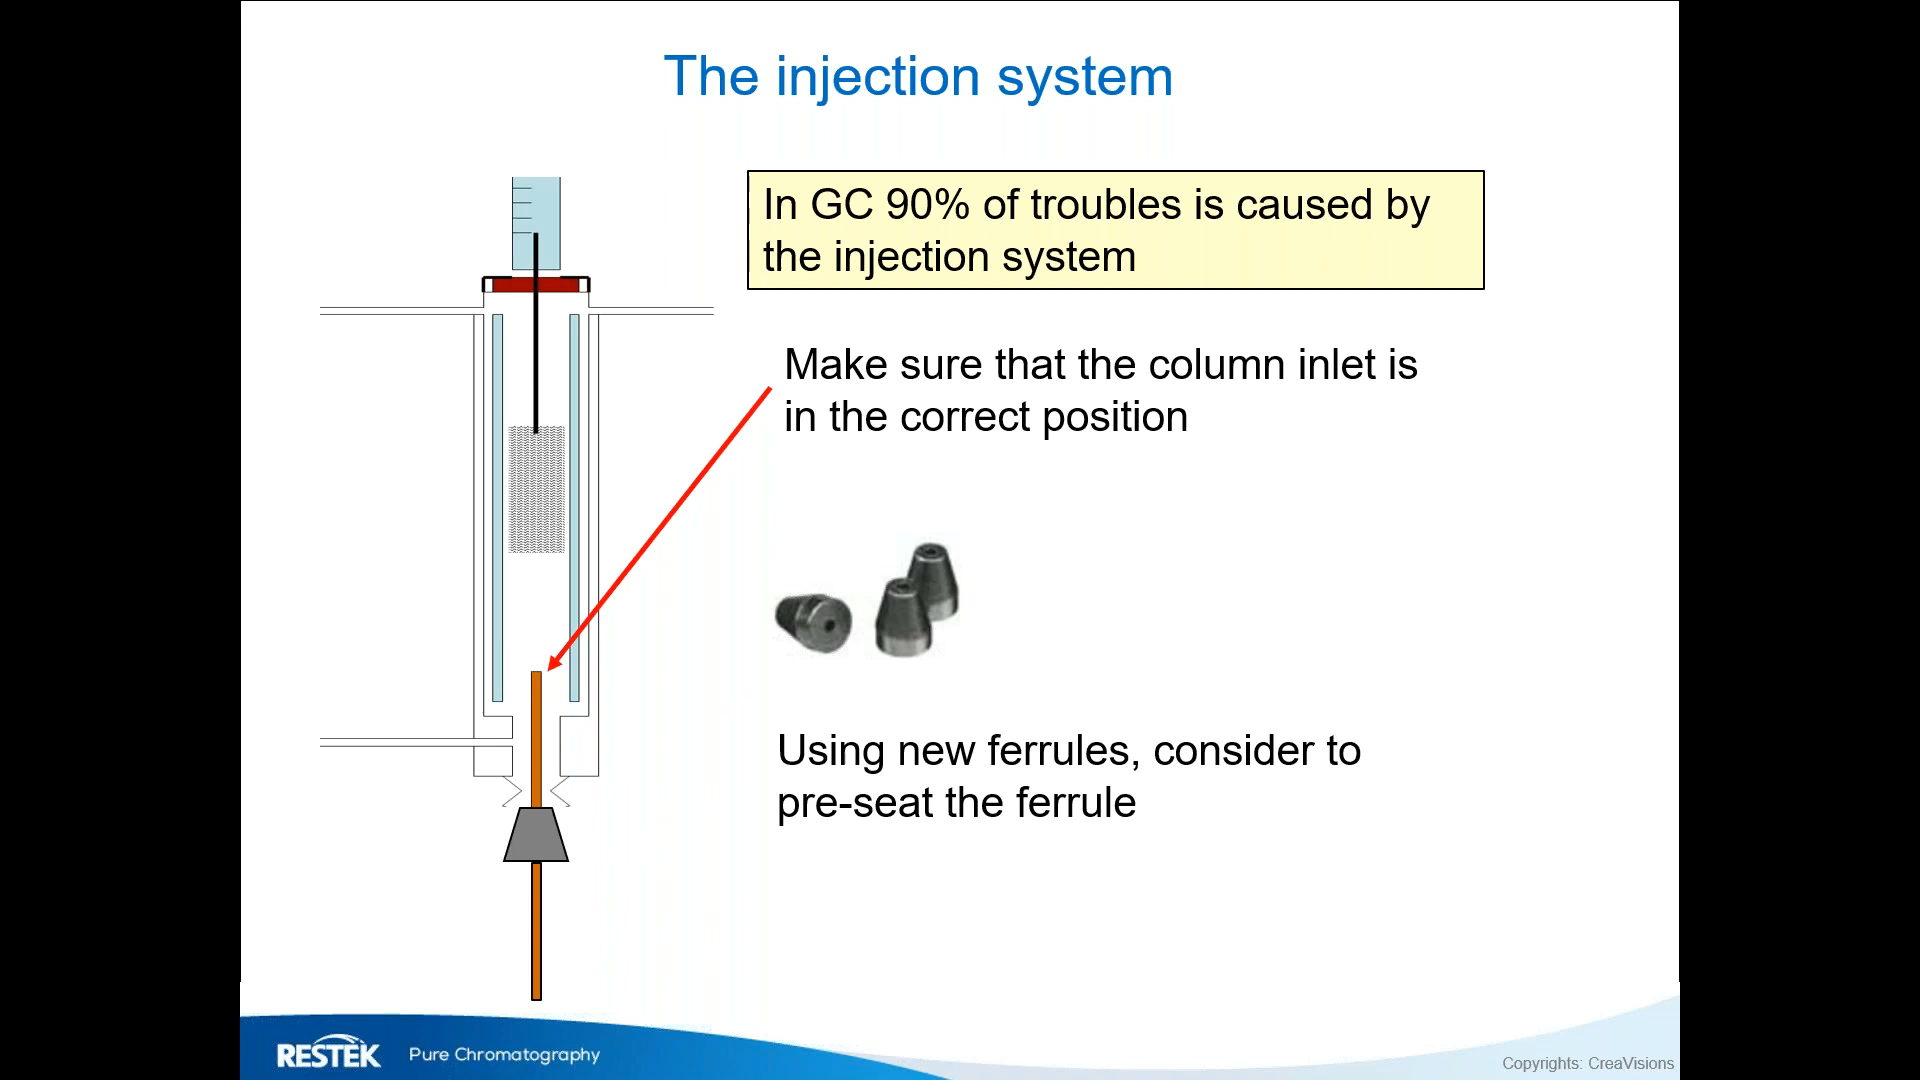 The injection system
In GC 90% of troubles is caused by
the injection system
Make sure that the column inlet is
in the correct position
Using new ferrules, consider to
pre-seat the ferrule
RESTEK Pure Chromatography
Copyrights: CreaVisions